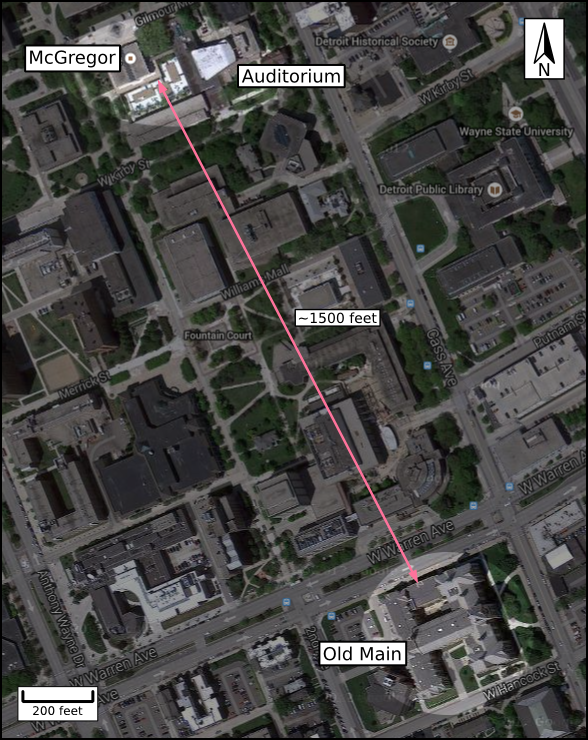 Gilmour M
McGregor
Detroit Historical Society
N
Auditorium
W Kirby St
Wayne State University
W Kirby St
Detroit Public Library
William Mall
~1500 feet
Fountain Court
Cass Ave
Putnam St
Merrick St
W Warren A
W Warren Ave
Anthony Wayne Dr
2nd
Old Main
W Warren Ave
W Hancock St
Ave
200 feet